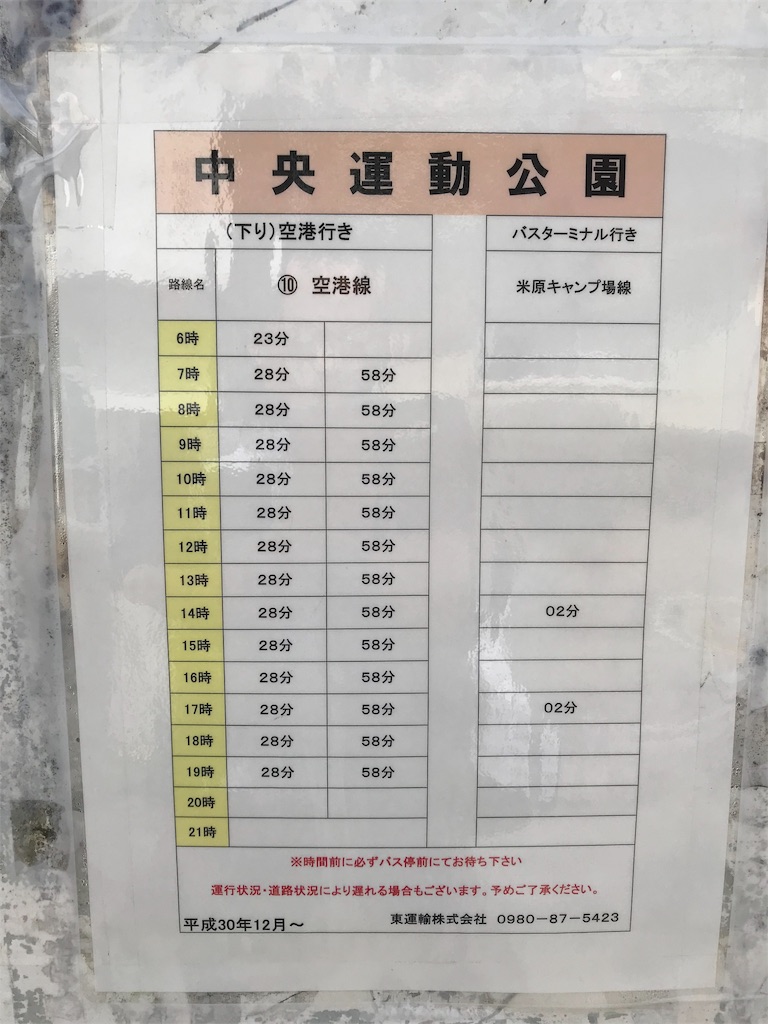 中央運動公園
(下り)空港行き バスターミナル行き
路線名 ⑩ 空港線 米原キャンプ場線
6時 23分
7時 28分 58分
8時 28分 58分
9時 28分 58分
10時 28分 58分
11時 28分 58分
12時 28分 58分
13時 28分 58分
14時 28分 58分 02分
15時 28分 58分
16時 28分 58分
17時 28分 58分 02分
18時 28分 58分
19時 28分 58分
20時
21時
※時間前に必ずバス停前にてお待ち下さい
運行状況・道路状況により遅れる場合もございます。予めご了承ください。
平成30年12月～ 東運輸株式会社 0980－87－5423